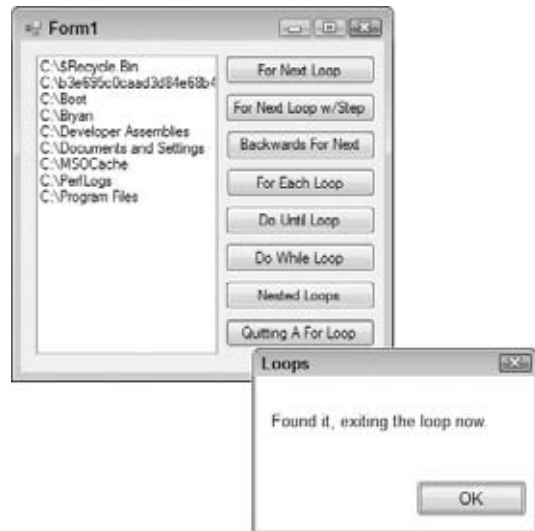 Form1
C:\$Recycle Bin
C:\b3e695c0caad3d84e68b4
C:\Boot
C:\Bryan
C:\Developer Assemblies
C:\Documents and Settings
C:\MSOCache
C:\PerfLogs
C:\Program Files
For Next Loop
For Next Loop w/Step
Backwards For Next
For Each Loop
Do Until Loop
Do While Loop
Nested Loops
Quitting A For Loop
Loops
Found it, exiting the loop now.
OK